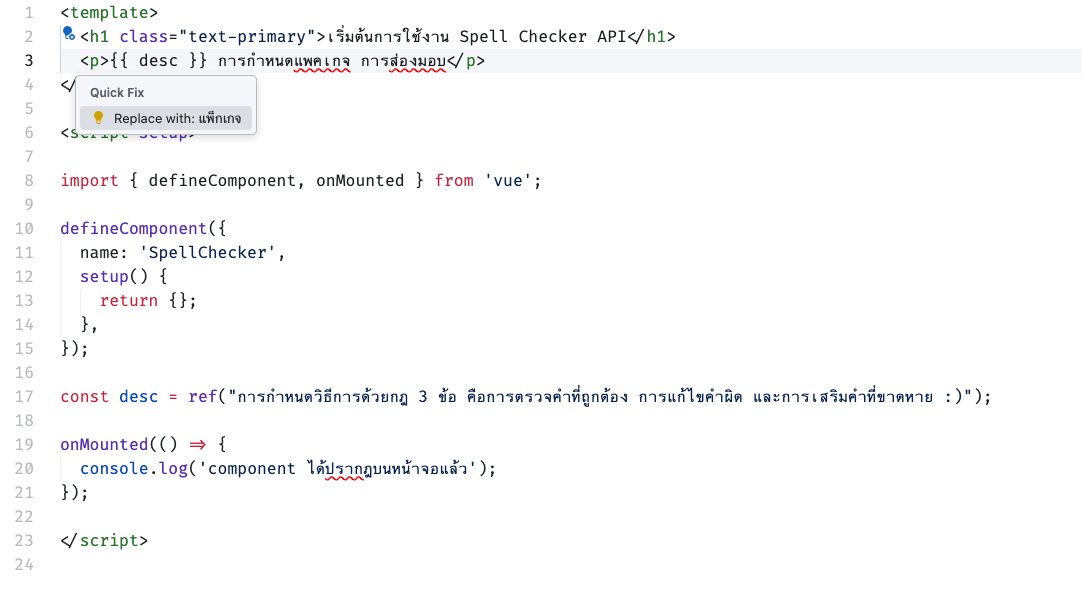 1 <template>
2 <h1 class="text-primary">เริ่มต้นการใช้งาน Spell Checker API</h1>
3 <p>{{ desc }} การกำหนดแพคเกจ การส่องมอบ</p>
4 </
Quick Fix
5
Replace with: แพ็กเกจ
6 <script setup>
7
8 import { defineComponent, onMounted } from 'vue';
9
10 defineComponent({
11 name: 'SpellChecker',
12 setup() {
13 return {};
14 },
15 });
16
17 const desc = ref("การกำหนดวิธีการด้วยกฎ 3 ข้อ คือการตรวจคำที่ถูกต้อง การแก้ไขคำผิด และการเสริมคำที่ขาดหาย :)");
18
19 onMounted(() => {
20 console.log('component ได้ปรากฎบนหน้าจอแล้ว');
21 });
22
23 </script>
24